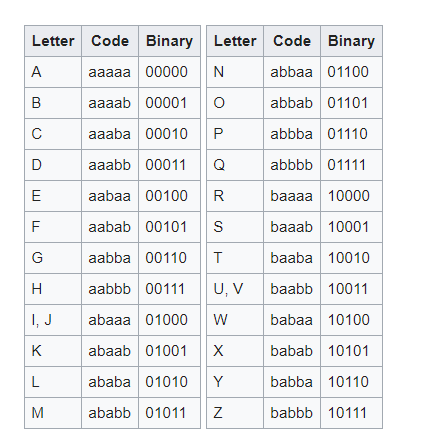 Letter Code Binary Letter Code Binary
A aaaaa 00000 N abbaa 01100
B aaaab 00001 O abbab 01101
C aaaba 00010 P abbba 01110
D aaabb 00011 Q abbbb 01111
E aabaa 00100 R baaaa 10000
F aabab 00101 S baaab 10001
G aabba 00110 T baaba 10010
H aabbb 00111 U, V baabb 10011
I, J abaaa 01000 W babaa 10100
K abaab 01001 X babab 10101
L ababa 01010 Y babba 10110
M ababb 01011 Z babbb 10111